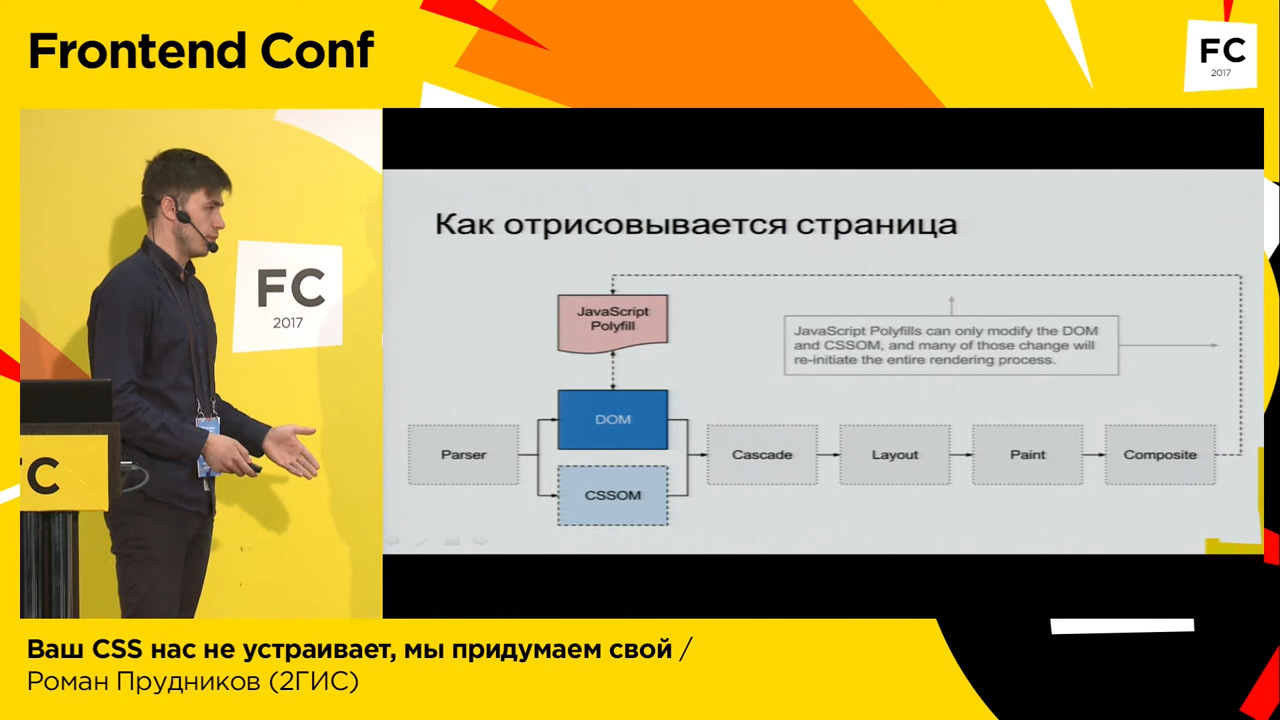 Frontend Conf
FC
2017
FC
2017
FC
Как отрисовывается страница
JavaScript
Polyfill
JavaScript Polyfills can only modify the DOM
and CSSOM, and many of those change will
re-initiate the entire rendering process.
DOM
Parser
Cascade
Layout
Paint
Composite
CSSOM
Ваш CSS нас не устраивает, мы придумаем свой /
Роман Прудников (2ГИС)